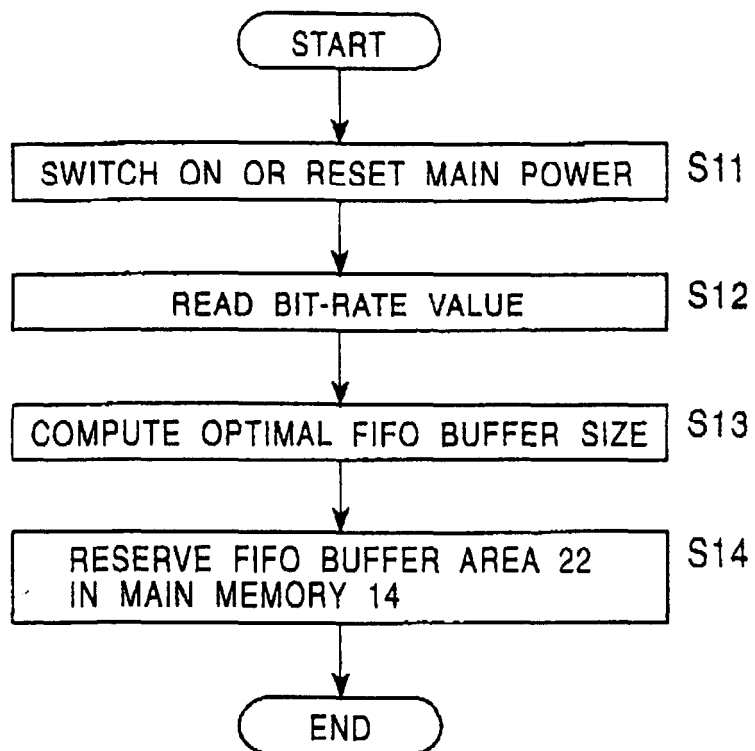 START
SWITCH ON OR RESET MAIN POWER S11
READ BIT-RATE VALUE S12
COMPUTE OPTIMAL FIFO BUFFER SIZE S13
RESERVE FIFO BUFFER AREA 22 S14
IN MAIN MEMORY 14
END